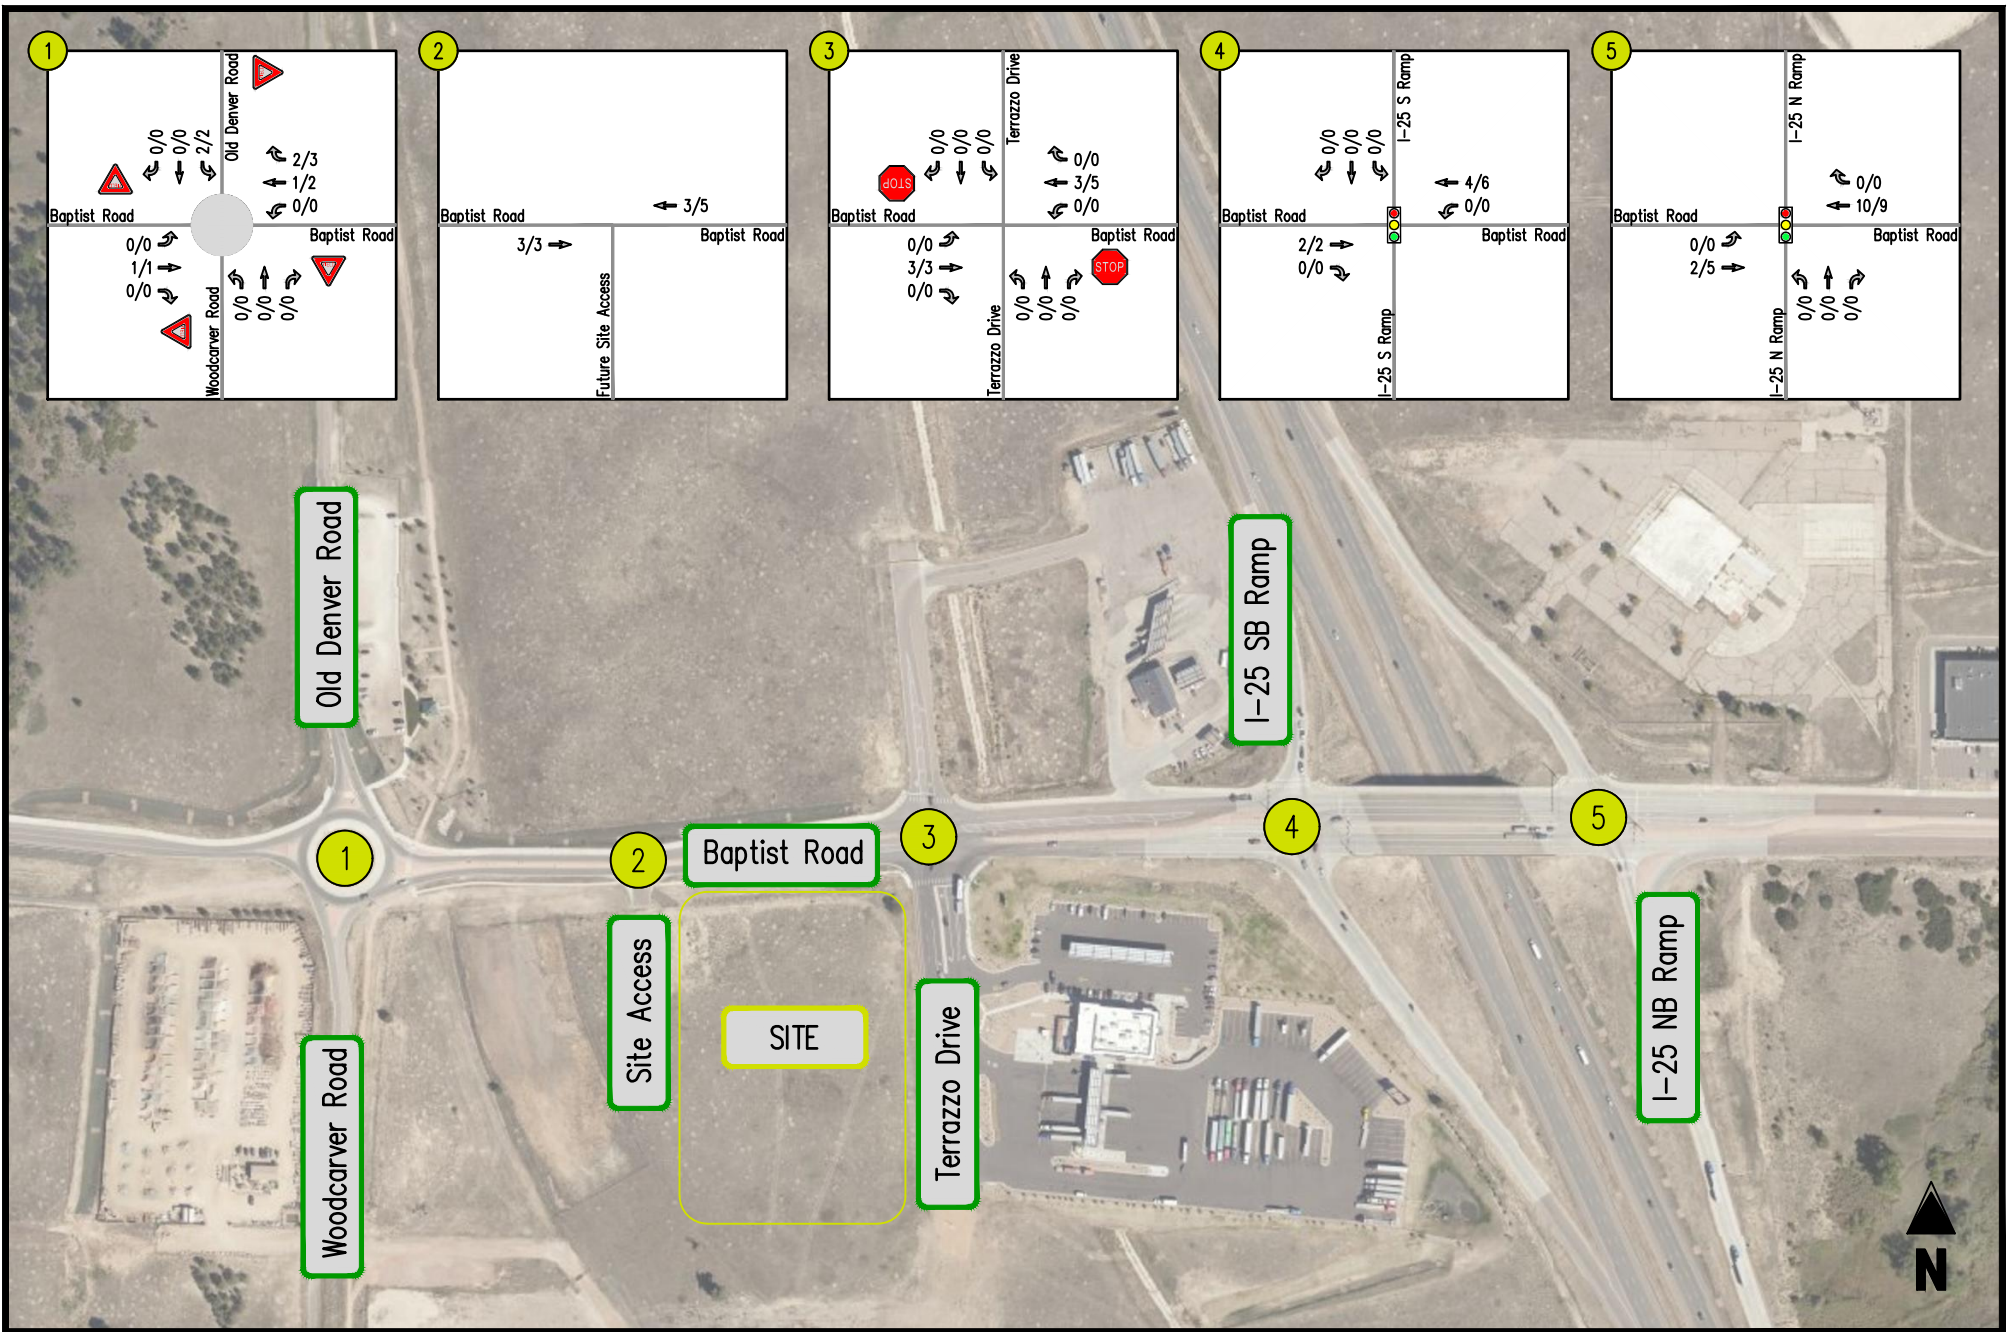 1
Old Denver Road
0/0
0/0
2/2
2/3
1/2
0/0
Baptist Road
Baptist Road
0/0
1/1
0/0
0/0
0/0
0/0
Woodcarver Road
2
3/5
Baptist Road
Baptist Road
3/3
Future Site Access
3
Terrazzo Drive
0/0
0/0
0/0
STOP
0/0
3/5
0/0
Baptist Road
Baptist Road
0/0
3/3
0/0
0/0
0/0
0/0
STOP
Terrazzo Drive
4
I-25 S Ramp
0/0
0/0
0/0
4/6
0/0
Baptist Road
Baptist Road
2/2
0/0
I-25 S Ramp
5
I-25 N Ramp
0/0
10/9
Baptist Road
Baptist Road
0/0
2/5
0/0
0/0
0/0
I-25 N Ramp
Old Denver Road
I-25 SB Ramp
1
2
Baptist Road
3
4
5
Site Access
SITE
Terrazzo Drive
I-25 NB Ramp
Woodcarver Road
N